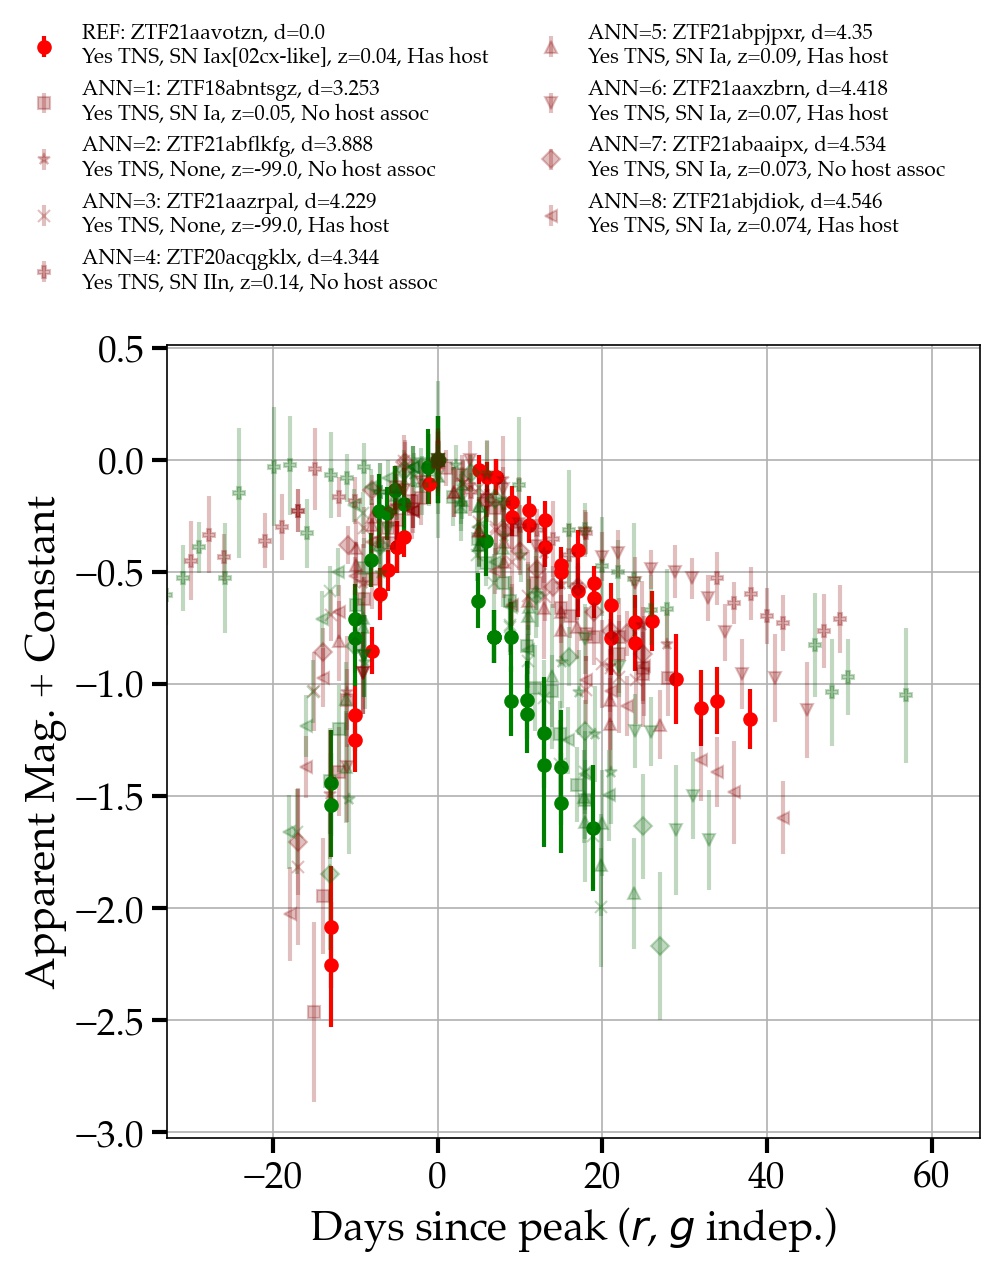 REF: ZTF21aavotzn, d=0.0
Yes TNS, SN Iax[02cx-like], z=0.04, Has host
ANN=1: ZTF18abntsgz, d=3.253
Yes TNS, SN Ia, z=0.05, No host assoc
ANN=2: ZTF21abflkfg, d=3.888
Yes TNS, None, z=-99.0, No host assoc
ANN=3: ZTF21aazrpal, d=4.229
Yes TNS, None, z=-99.0, Has host
ANN=4: ZTF20acqgklx, d=4.344
Yes TNS, SN IIn, z=0.14, No host assoc
ANN=5: ZTF21abpjpxr, d=4.35
Yes TNS, SN Ia, z=0.09, Has host
ANN=6: ZTF21aaxzbrn, d=4.418
Yes TNS, SN Ia, z=0.07, Has host
ANN=7: ZTF21abaaipx, d=4.534
Yes TNS, SN Ia, z=0.073, No host assoc
ANN=8: ZTF21abjdiok, d=4.546
Yes TNS, SN Ia, z=0.074, Has host
Apparent Mag. + Constant
0.5
0.0
−0.5
−1.0
−1.5
−2.0
−2.5
−3.0
−20
0
20
40
60
Days since peak (r, g indep.)